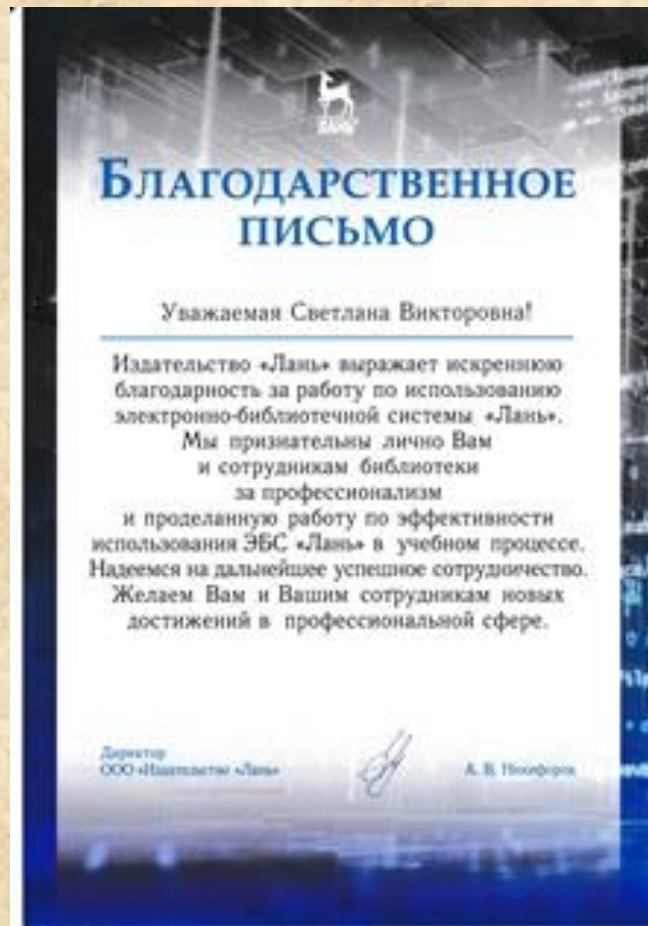 БЛАГОДАРСТВЕННОЕ
ПИСЬМО
Уважаемая Светлана Викторовна!
Издательство «Лань» выражает искреннюю
благодарность за работу по использованию
электронно-библиотечной системы «Лань».
Мы признательны лично Вам
и сотрудникам библиотеки
за профессионализм
и проделанную работу по эффективности
использования ЭБС «Лань» в учебном процессе.
Надеемся на дальнейшее успешное сотрудничество.
Желаем Вам и Вашим сотрудникам новых
достижений в профессиональной сфере.
Директор
ООО «Издательство «Лань»
А. В. Никифоров